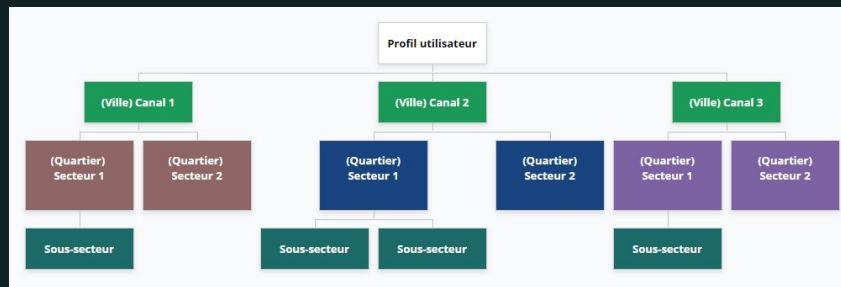 Profil utilisateur
(Ville) Canal 1
(Ville) Canal 2
(Ville) Canal 3
(Quartier)
Secteur 1
(Quartier)
Secteur 2
(Quartier)
Secteur 1
(Quartier)
Secteur 2
(Quartier)
Secteur 1
(Quartier)
Secteur 2
Sous-secteur
Sous-secteur
Sous-secteur
Sous-secteur